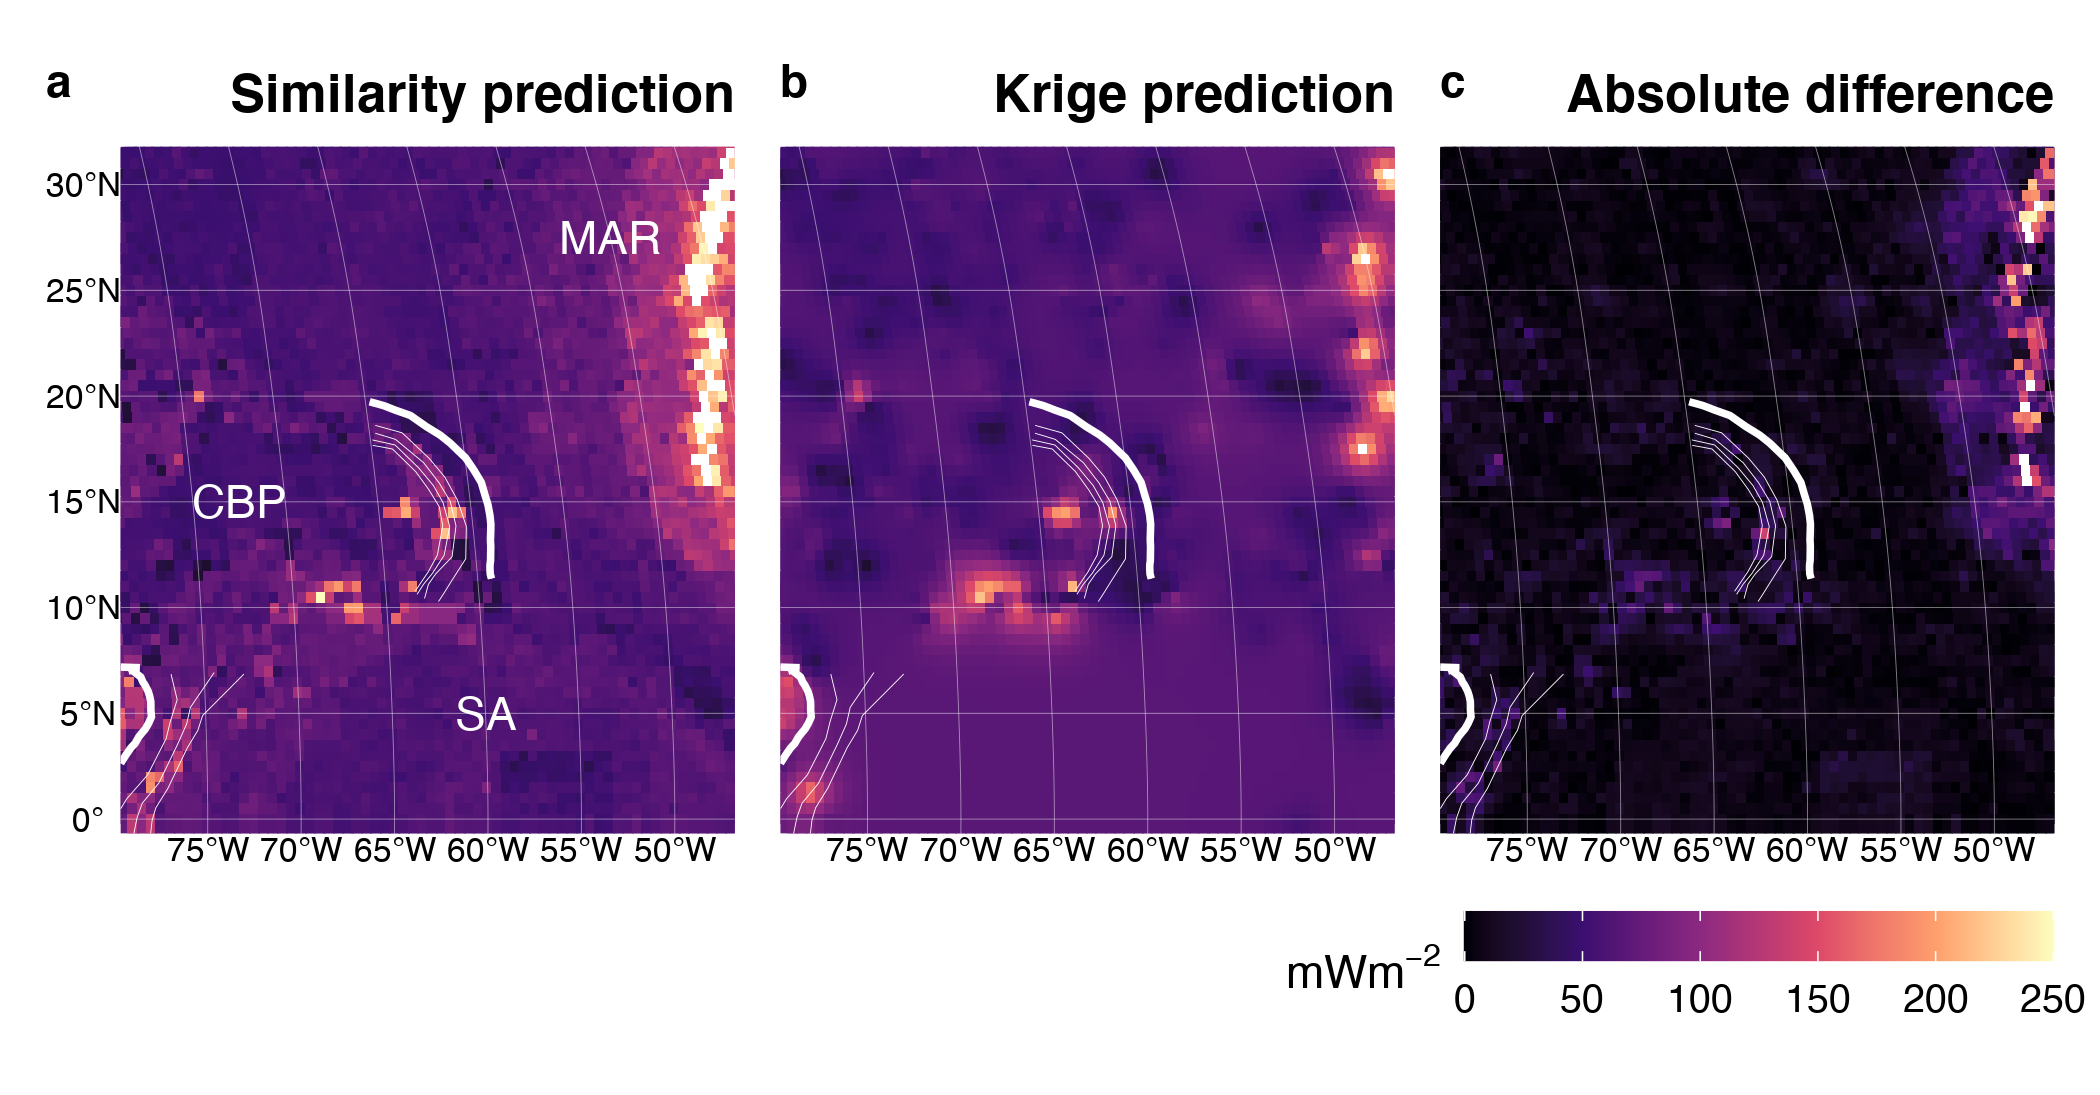 a Similarity prediction
b Krige prediction
c Absolute difference
30°N
25°N
20°N
15°N
10°N
5°N
0°
MAR
CBP
SA
75°W 70°W 65°W 60°W 55°W 50°W
75°W 70°W 65°W 60°W 55°W 50°W
75°W 70°W 65°W 60°W 55°W 50°W
mWm⁻²
0 50 100 150 200 250